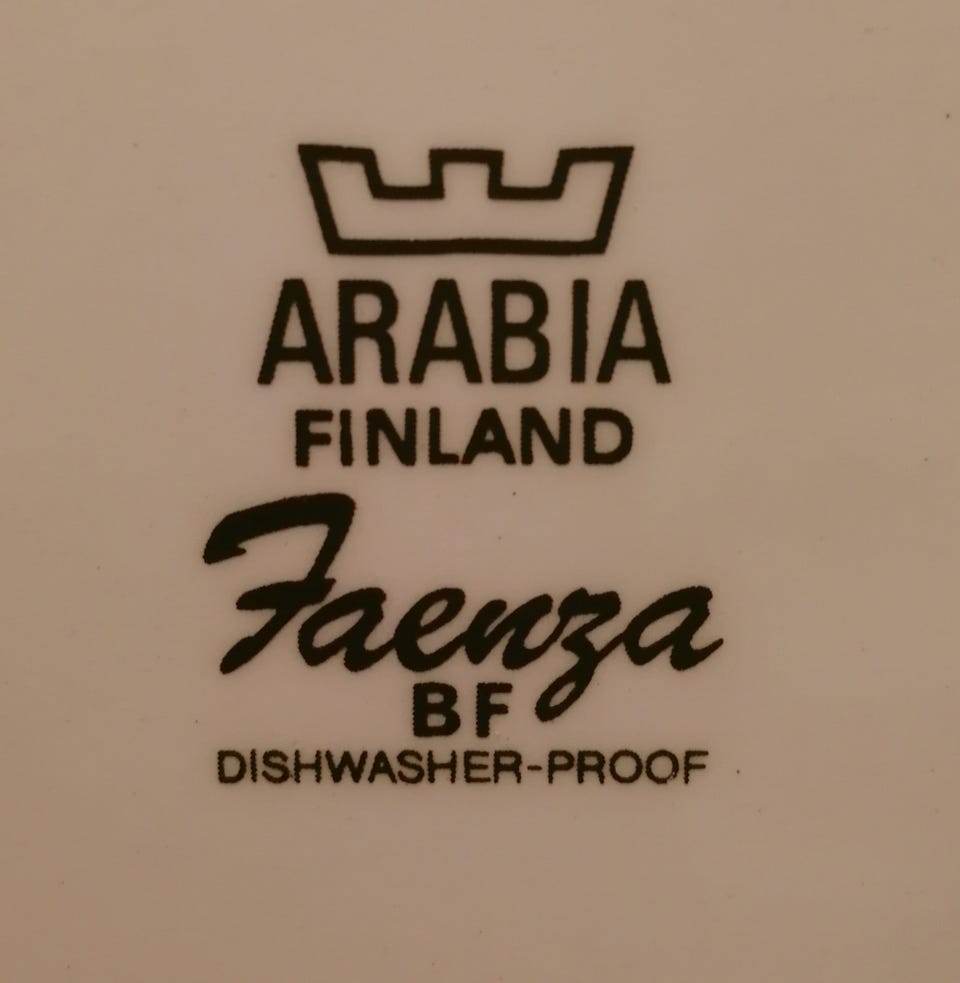 ARABIA
FINLAND
Faenza
BF
DISHWASHER-PROOF